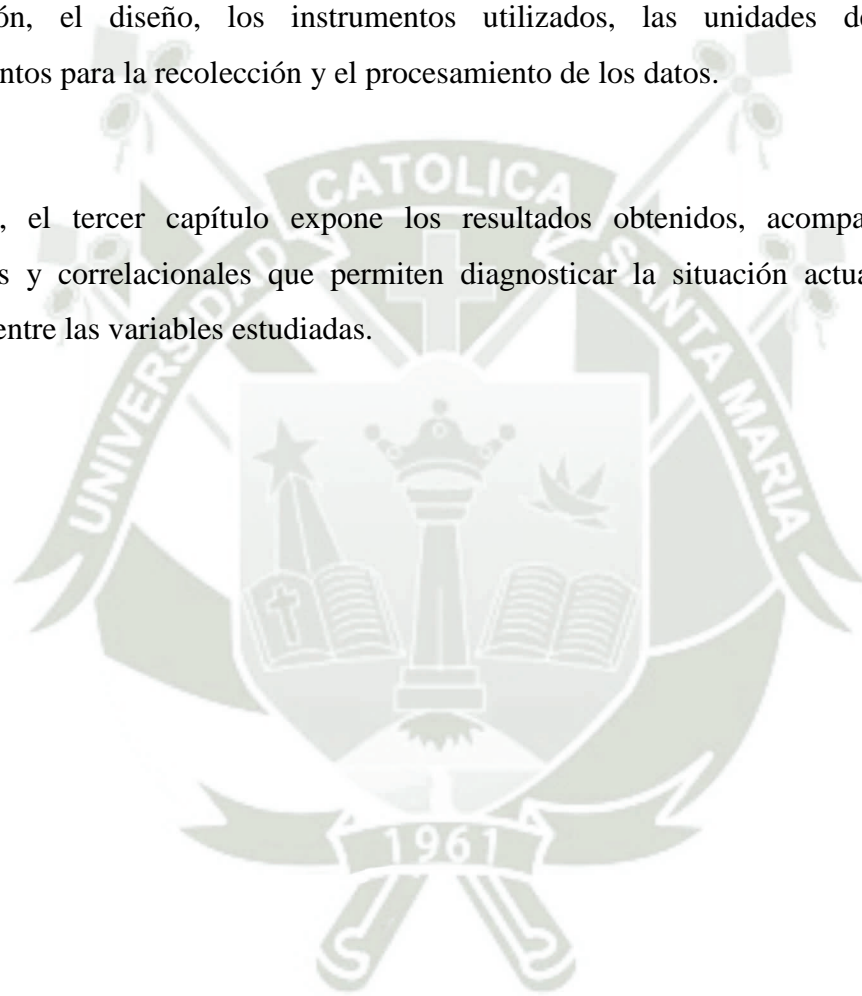 ón, el diseño, los instrumentos utilizados, las unidades d
ntos para la recolección y el procesamiento de los datos.
, el tercer capítulo expone los resultados obtenidos, acompa
s y correlacionales que permiten diagnosticar la situación actua
entre las variables estudiadas.
UNIVERSIDAD CATOLICA SANTA MARIA
1961